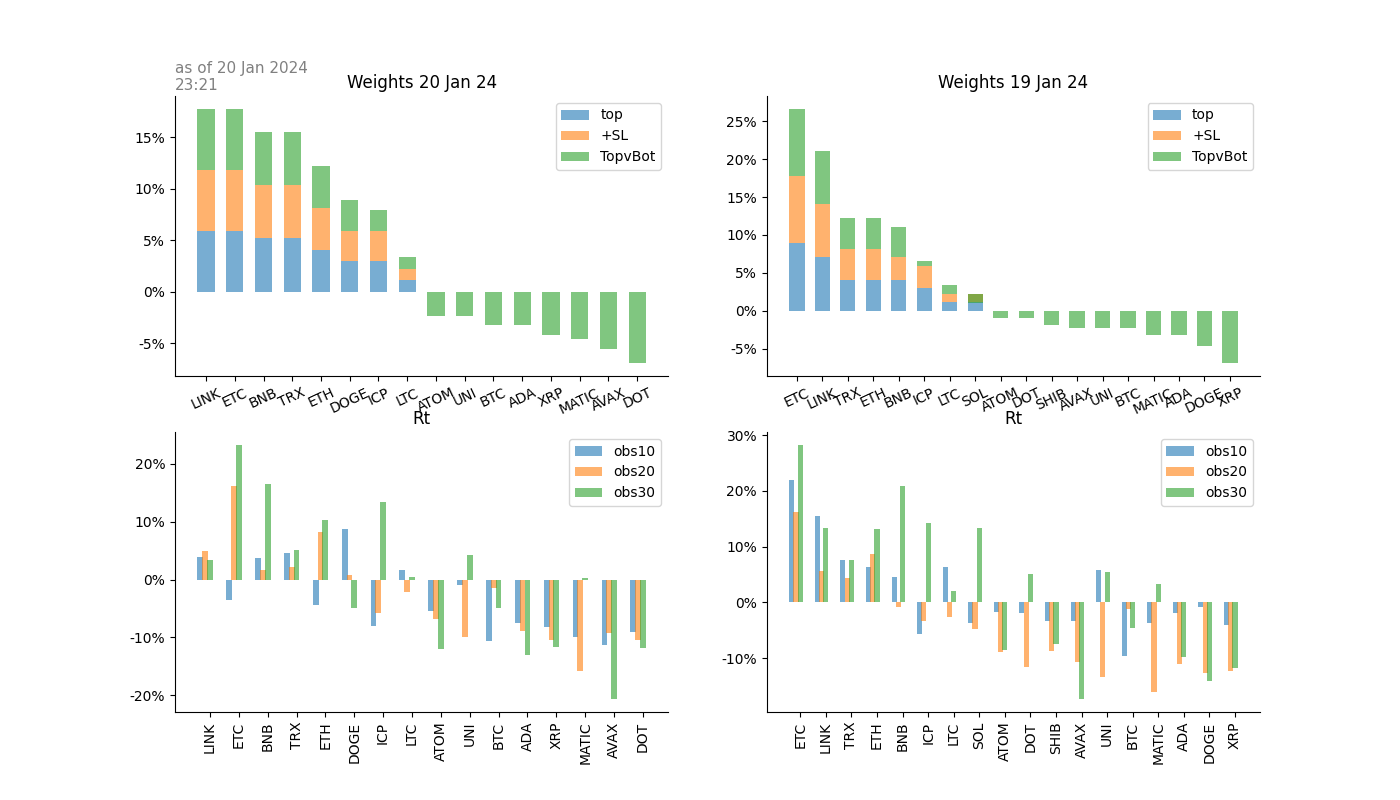 as of 20 Jan 2024
23:21
Weights 20 Jan 24
top
+SL
TopvBot
15%
10%
5%
0%
-5%
LINK ETC BNB TRX ETH DOGE ICP LTC ATOM UNI BTC ADA XRP MATIC AVAX DOT
Weights 19 Jan 24
top
+SL
TopvBot
25%
20%
15%
10%
5%
0%
-5%
ETC LINK TRX ETH BNB ICP LTC SOL ATOM DOT SHIB AVAX UNI BTC MATIC ADA DOGE XRP
Rt
obs10
obs20
obs30
20%
10%
0%
-10%
-20%
LINK ETC BNB TRX ETH DOGE ICP LTC ATOM UNI BTC ADA XRP MATIC AVAX DOT
Rt
obs10
obs20
obs30
30%
20%
10%
0%
-10%
ETC LINK TRX ETH BNB ICP LTC SOL ATOM DOT SHIB AVAX UNI BTC MATIC ADA DOGE XRP